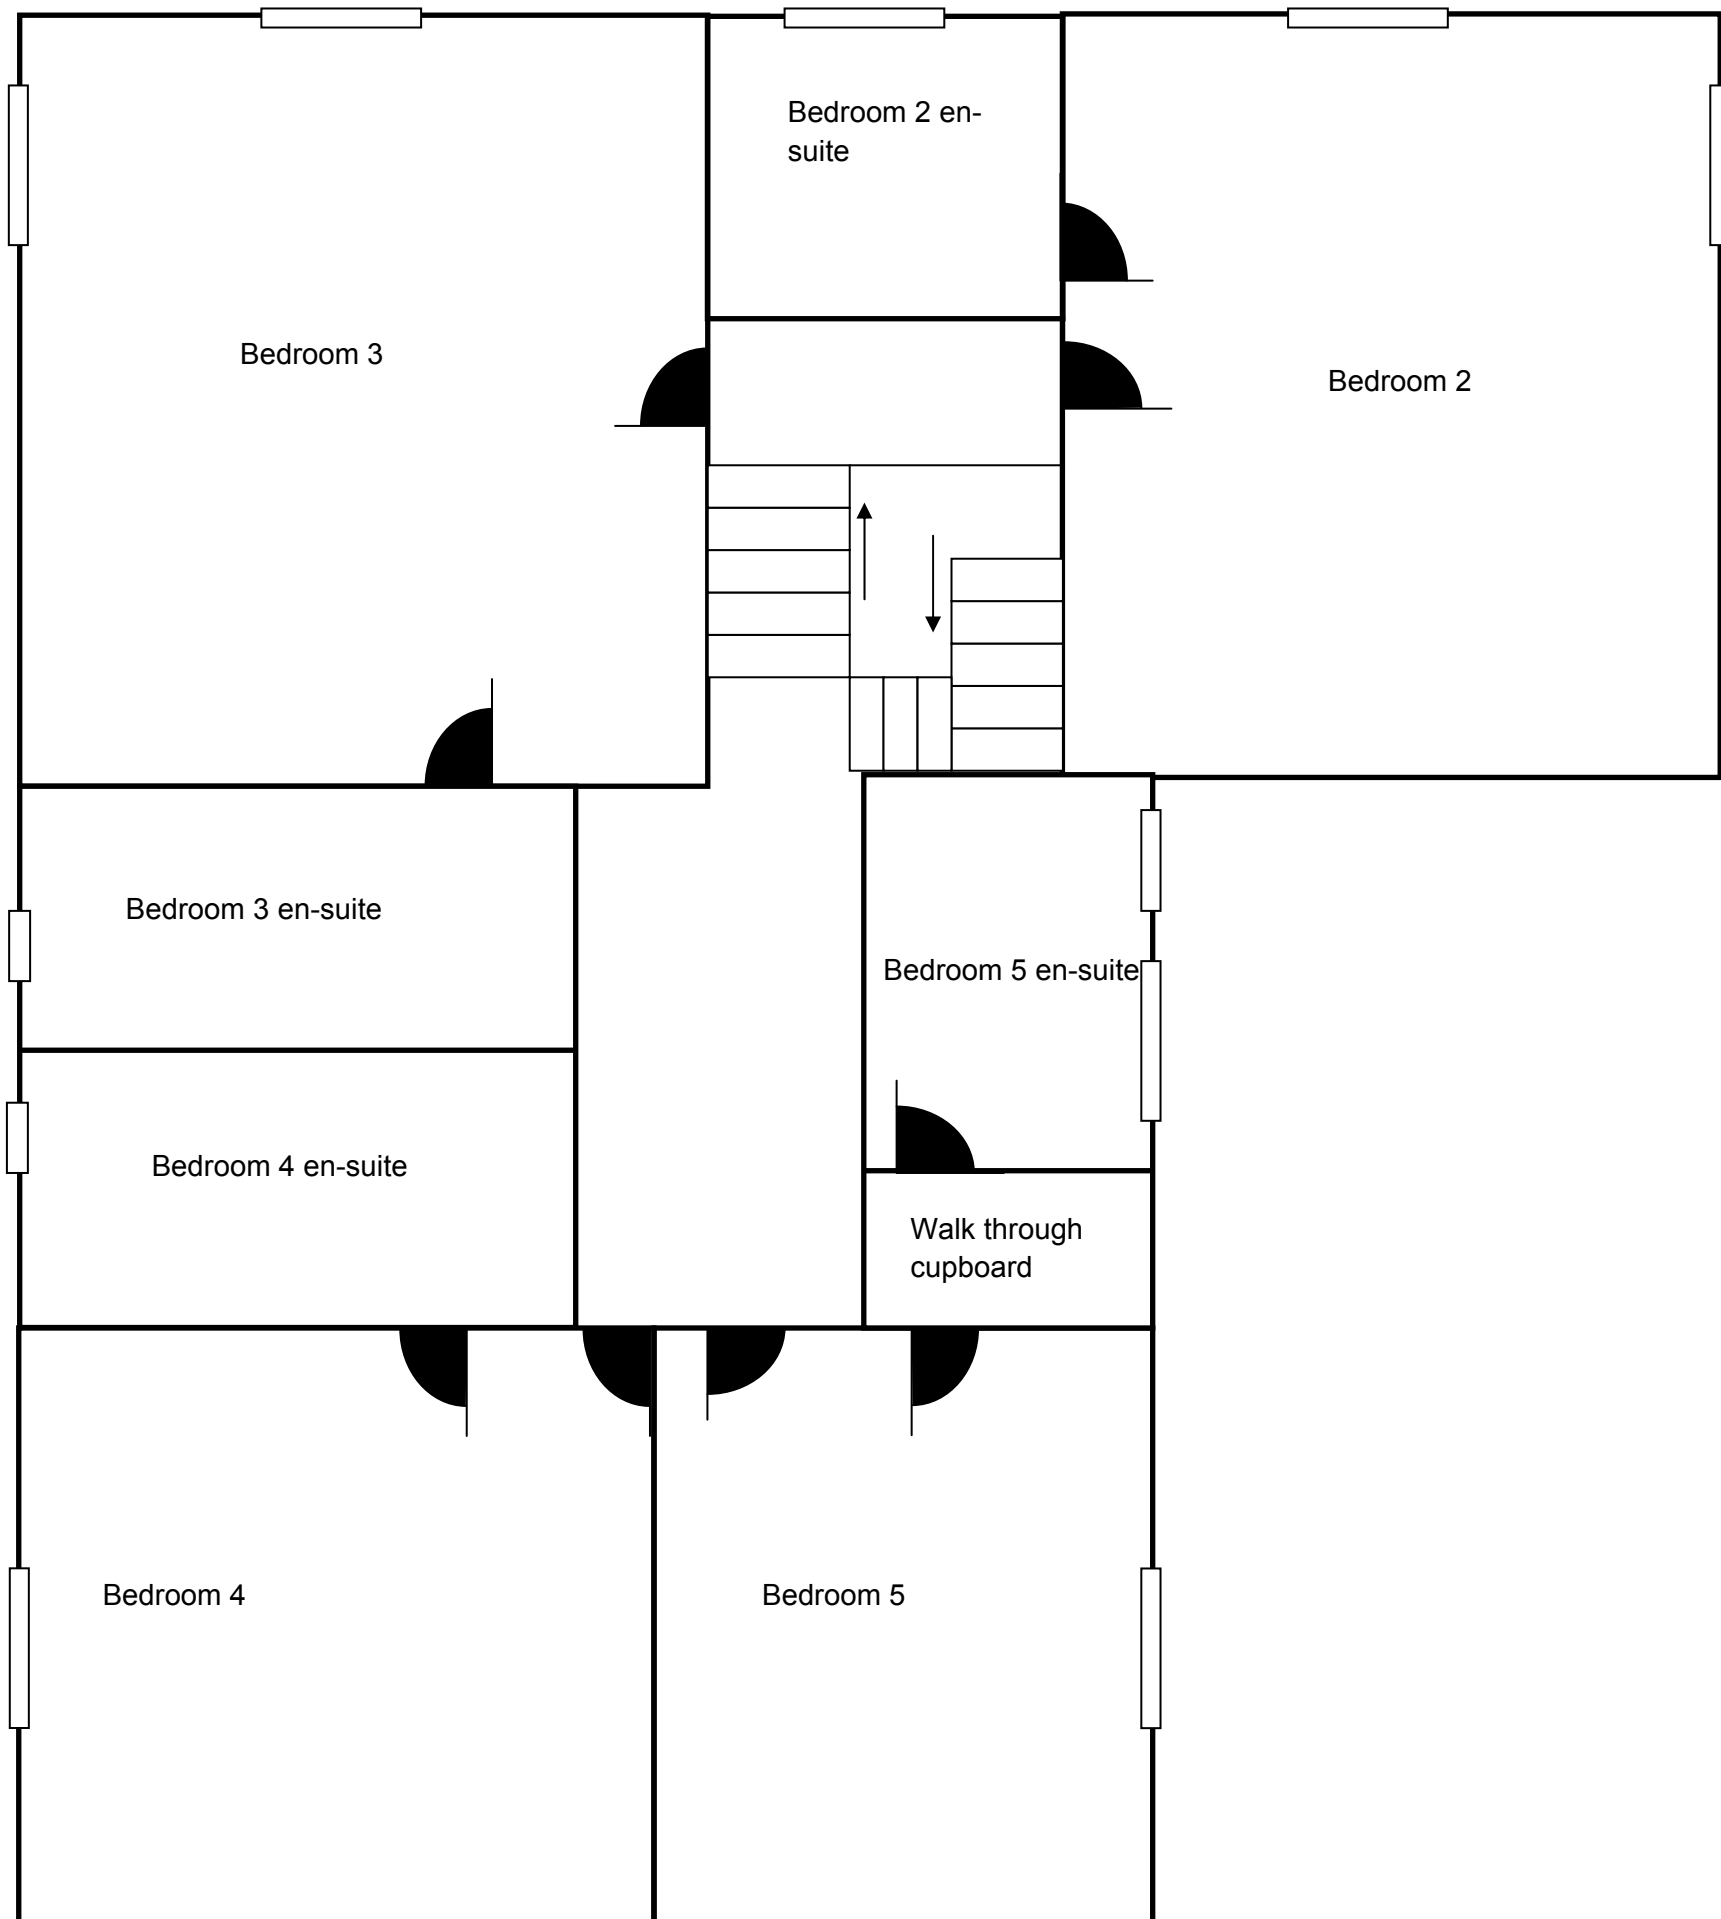 Bedroom 2 en-
suite
Bedroom 3
Bedroom 2
Bedroom 3 en-suite
Bedroom 5 en-suite
Bedroom 4 en-suite
Walk through
cupboard
Bedroom 4
Bedroom 5